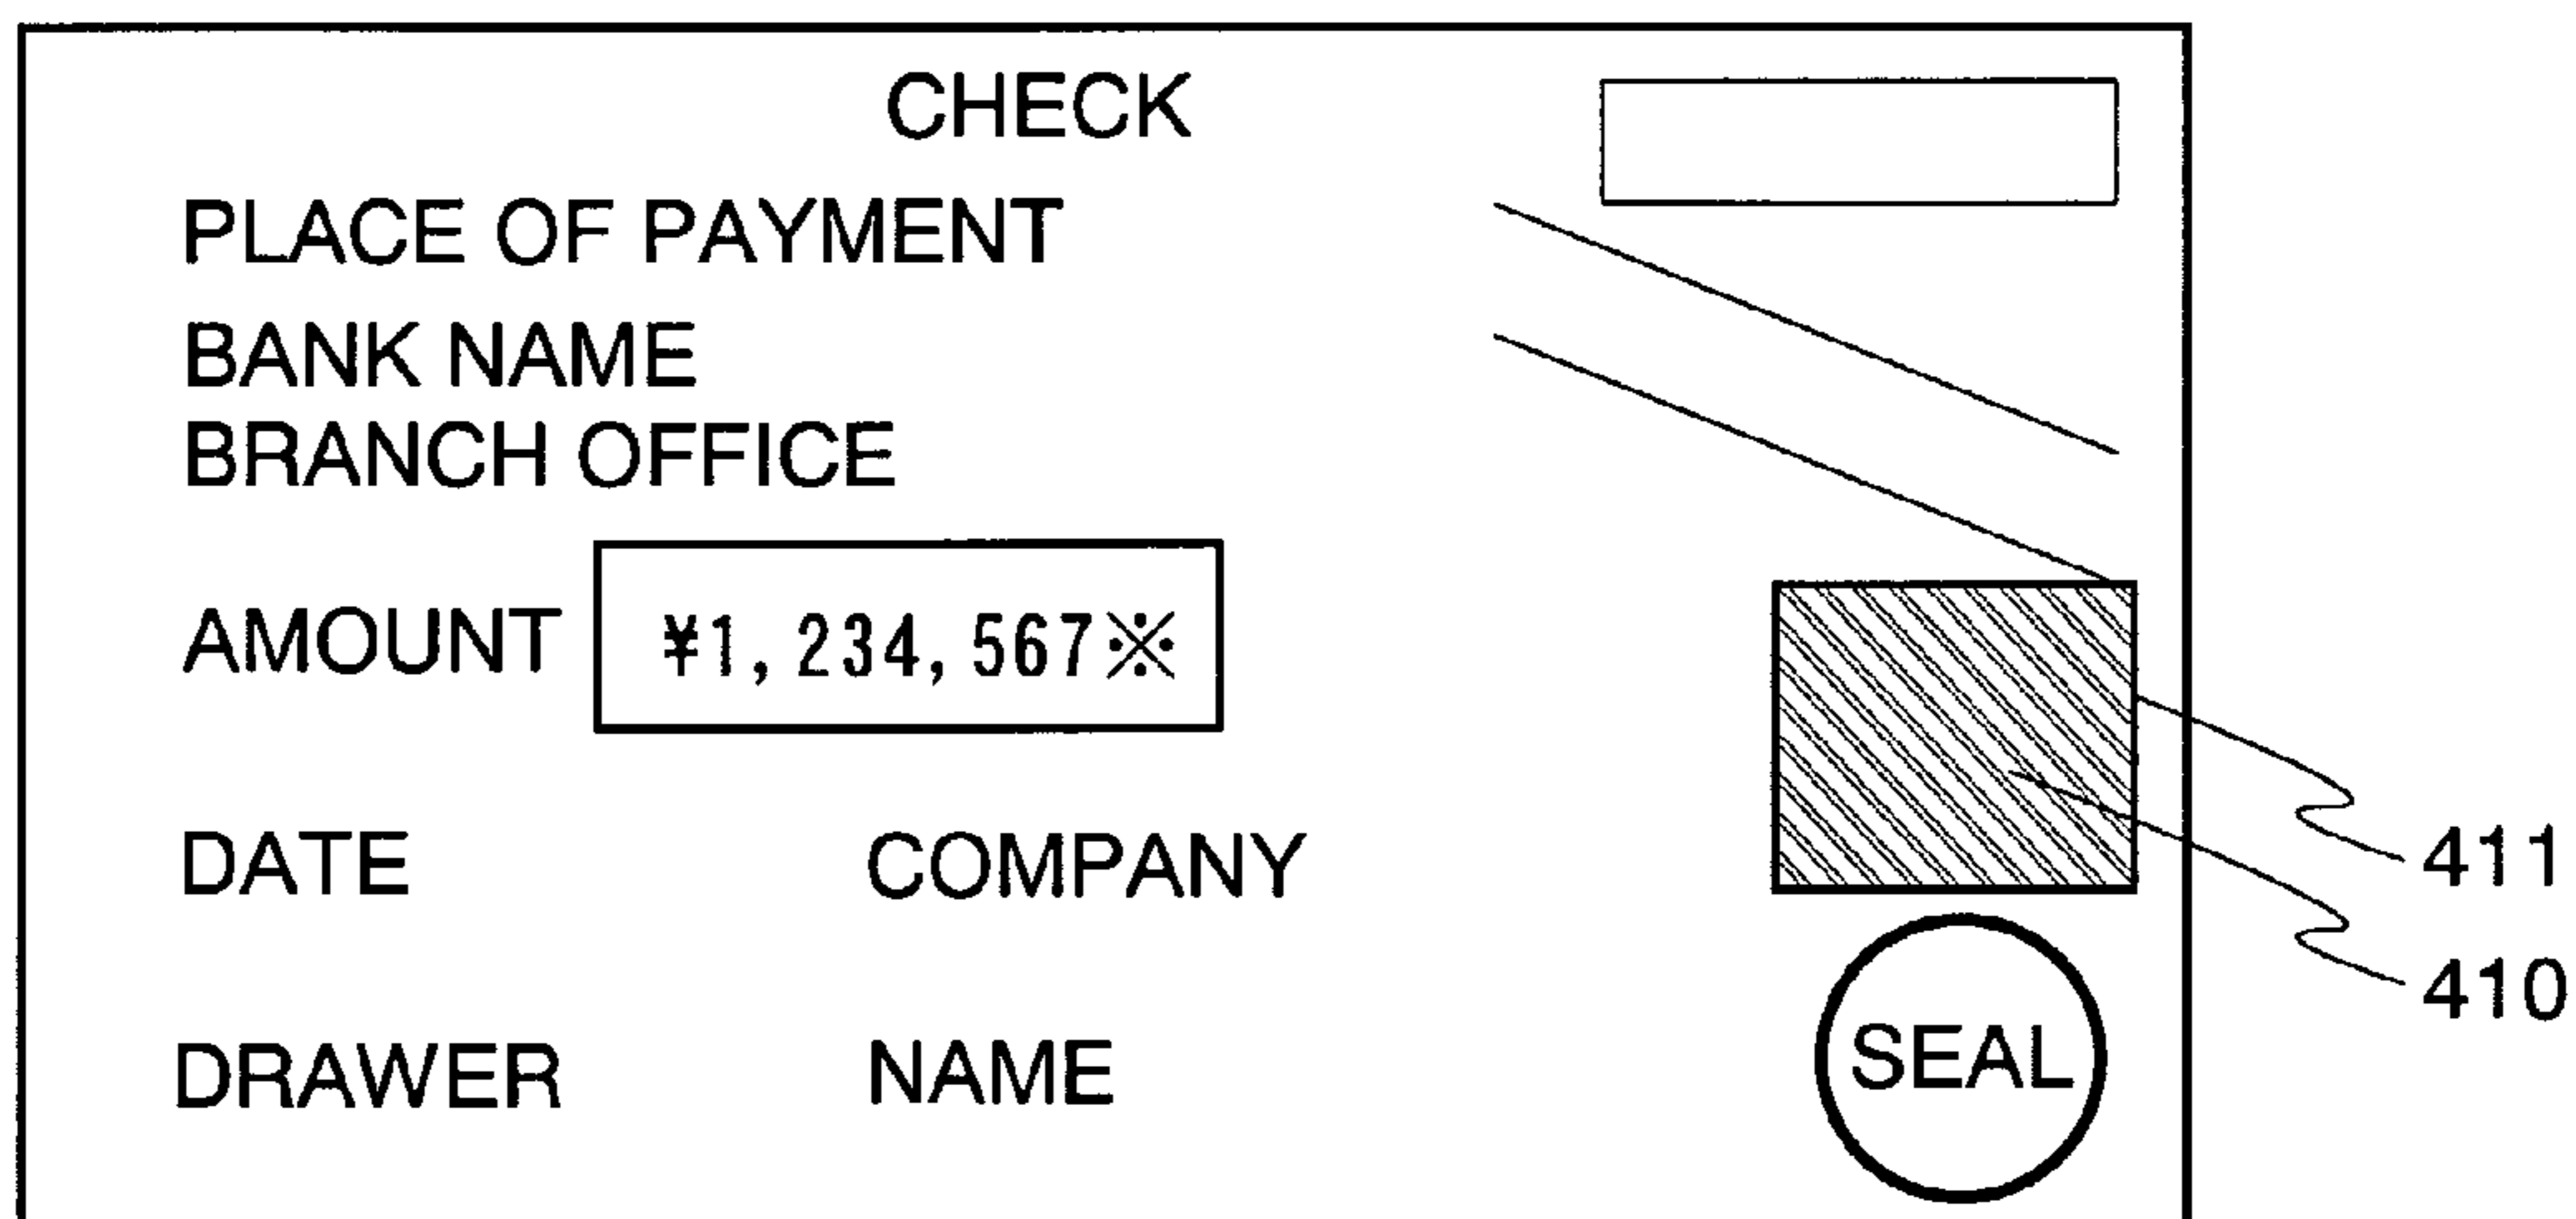 CHECK
PLACE OF PAYMENT
BANK NAME
BRANCH OFFICE
AMOUNT ¥1,234,567※
DATE COMPANY
411
410
DRAWER NAME SEAL